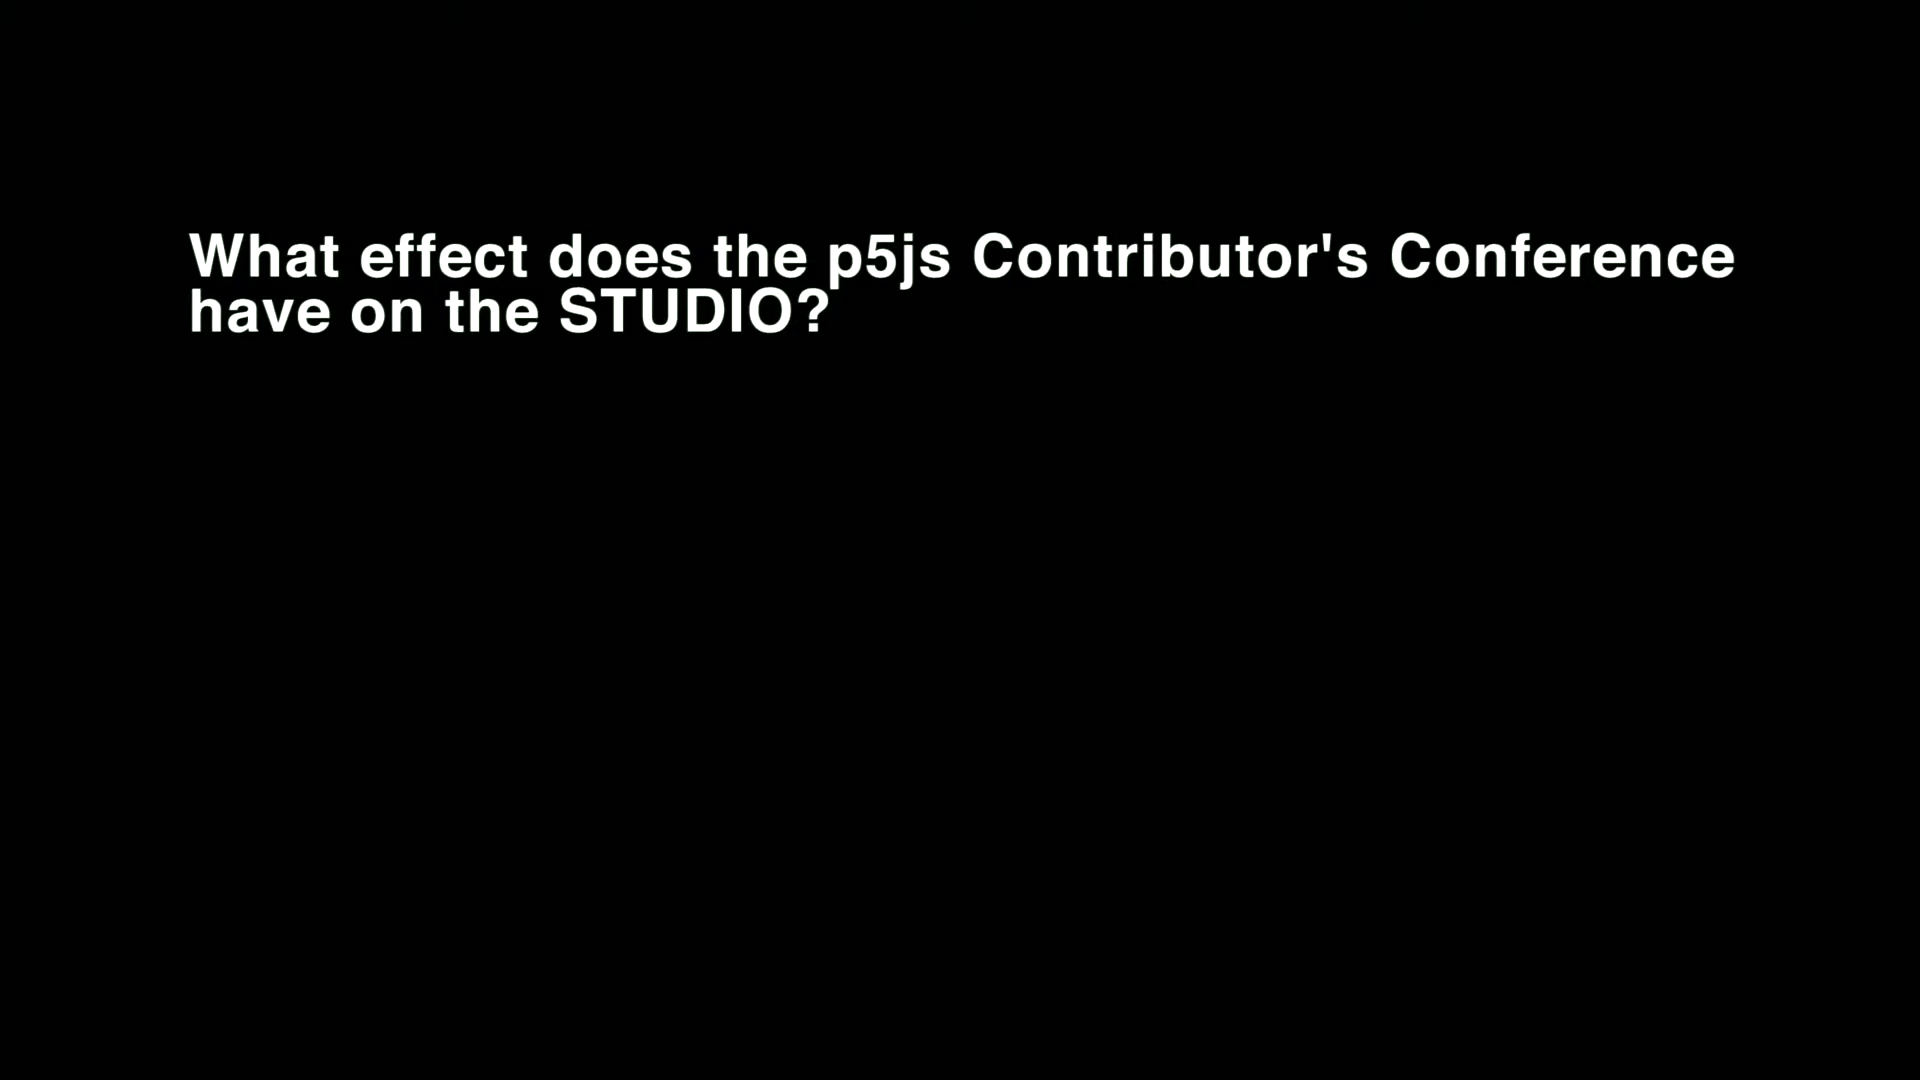 What effect does the p5js Contributor's Conference
have on the STUDIO?